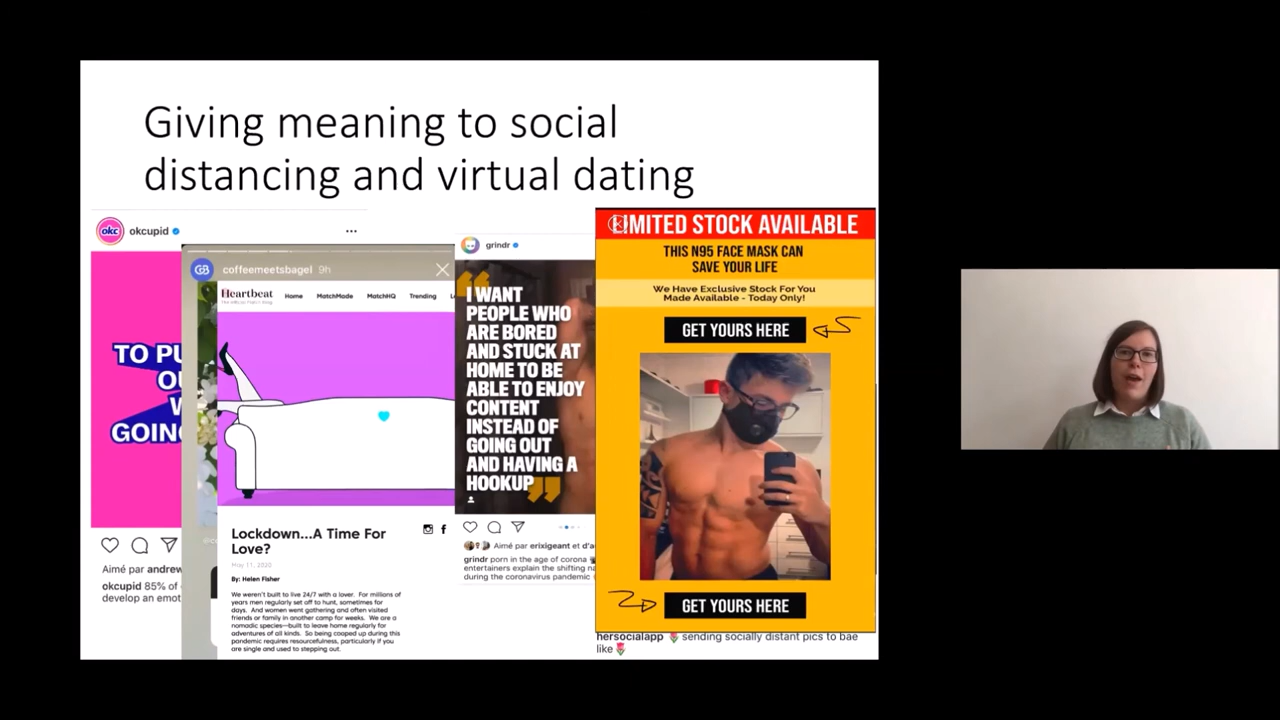 Giving meaning to social
distancing and virtual dating
okc
okcupid
TO PU
OU
W
GOING
Aimé par andrew
okcupid 85% of
develop an emot
coffeemeetsbagel 9h
Heartbeat
Home MatchMade MatchHQ Trending
Lockdown...A Time For
Love?
May 11, 2020
By: Helen Fisher
We weren't built to live 24/7 with a lover. For millions of
years men regularly set off to hunt, sometimes for
days. And women went gathering and often visited
friends or family in another camp for weeks. We are a
nomadic species—built to leave home regularly for
adventures of all kinds. So being cooped up during this
pandemic requires resourcefulness, particularly if you
are single and used to stepping out.
grindr
I WANT
PEOPLE WHO
ARE BORED
AND STUCK AT
HOME TO BE
ABLE TO ENJOY
CONTENT
INSTEAD OF
GOING OUT
AND HAVING A
HOOKUP
Aimé par erixigeant et d'a
grindr porn in the age of corona
entertainers explain the shifting na
during the coronavirus pandemic
LIMITED STOCK AVAILABLE
THIS N95 FACE MASK CAN
SAVE YOUR LIFE
We Have Exclusive Stock For You
Made Available - Today Only!
GET YOURS HERE
GET YOURS HERE
hersocialapp 🌷 sending socially distant pics to bae
like 🌷